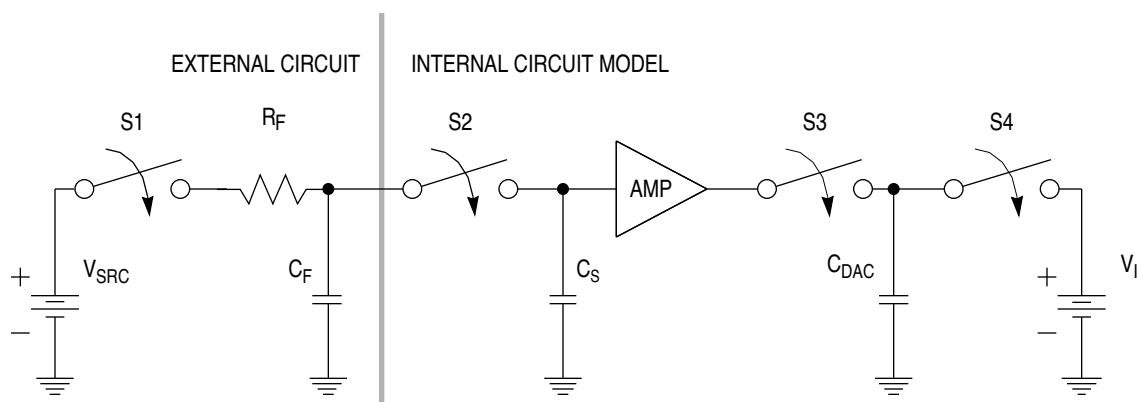 EXTERNAL CIRCUIT
INTERNAL CIRCUIT MODEL
S1
RF
S2
S3
S4
AMP
+
VSRC
−
CF
CS
CDAC
+
VI
−